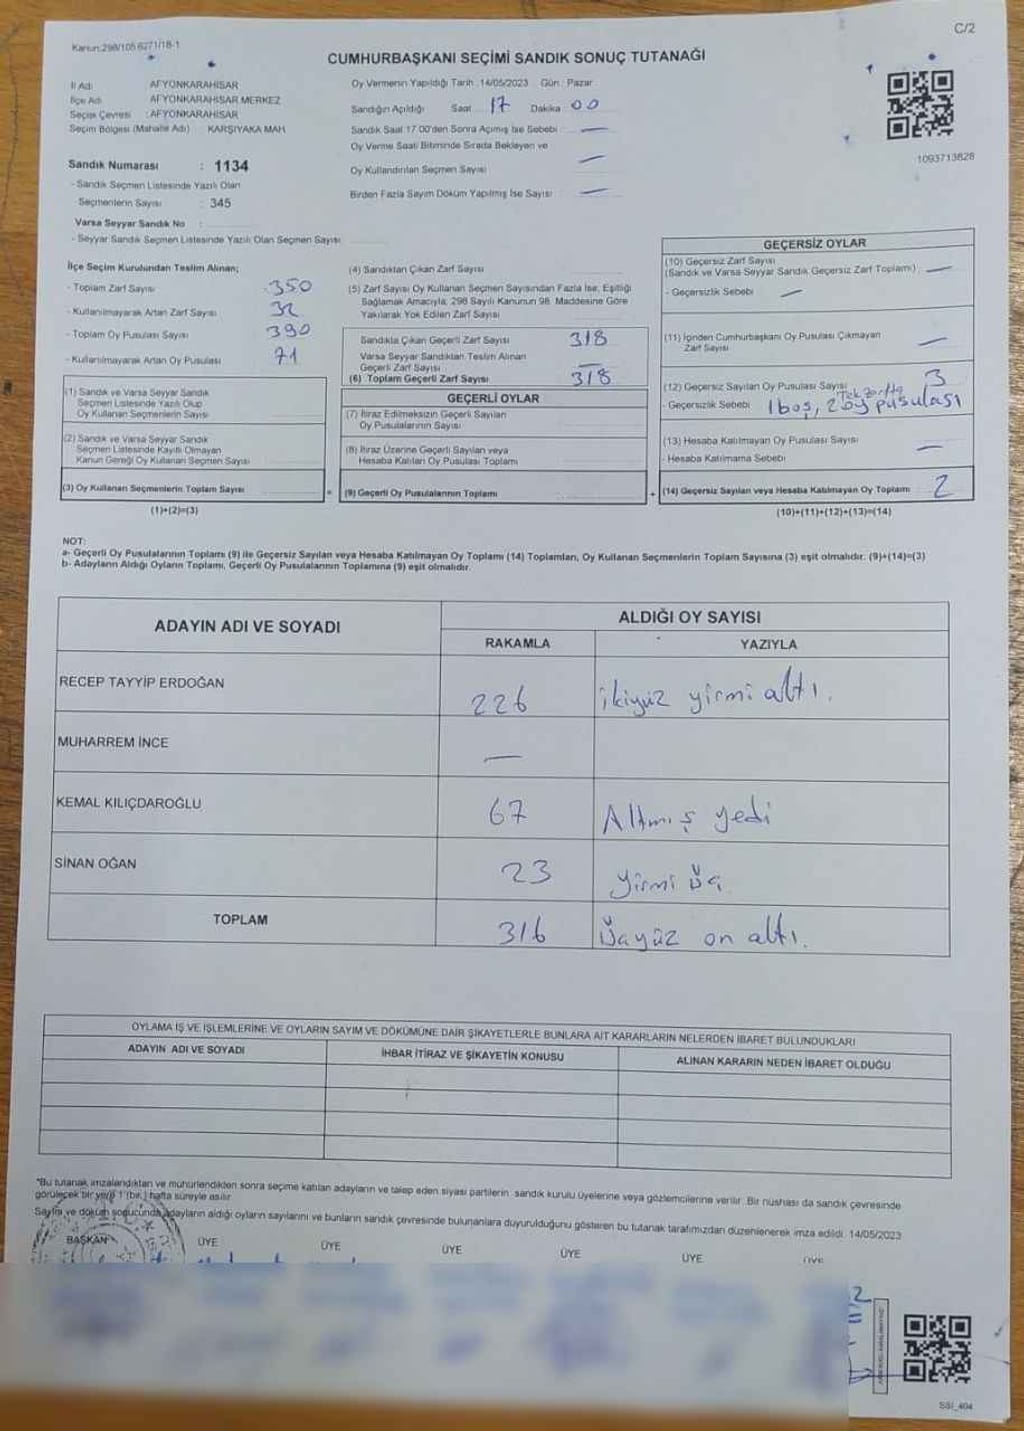 C/2
Kanun:298/105 6271/18-1
CUMHURBAŞKANI SEÇİMİ SANDIK SONUÇ TUTANAĞI
İl Adı AFYONKARAHİSAR
İlçe Adı AFYONKARAHİSAR MERKEZ
Seçim Çevresi : AFYONKARAHİSAR
Seçim Bölgesi (Mahalle Adı) KARŞIYAKA MAH
Sandık Numarası : 1134
- Sandık Seçmen Listesinde Yazılı Olan
Seçmenlerin Sayısı : 345
Varsa Seyyar Sandık No
- Seyyar Sandık Seçmen Listesinde Yazılı Olan Seçmen Sayısı
Oy Vermenin Yapıldığı Tarih : 14/05/2023 Gün : Pazar
Sandığın Açıldığı Saat 17 Dakika 00
Sandık Saat 17.00'den Sonra Açılmış İse Sebebi : —
Oy Verme Saati Bitiminde Sırada Bekleyen ve
Oy Kullandırılan Seçmen Sayısı —
Birden Fazla Sayım Döküm Yapılmış İse Sayısı : —
1093713828
İlçe Seçim Kurulundan Teslim Alınan;
- Toplam Zarf Sayısı 350
- Kullanılmayarak Artan Zarf Sayısı 32
- Toplam Oy Pusulası Sayısı 390
- Kullanılmayarak Artan Oy Pusulası 71
(1) Sandık ve Varsa Seyyar Sandık
Seçmen Listesinde Yazılı Olup
Oy Kullanan Seçmenlerin Sayısı
(2) Sandık ve Varsa Seyyar Sandık
Seçmen Listesinde Kayıtlı Olmayan
Kanun Gereği Oy Kullanan Seçmen Sayısı
(3) Oy Kullanan Seçmenlerin Toplam Sayısı
(1)+(2)=(3)
(4) Sandıktan Çıkan Zarf Sayısı
(5) Zarf Sayısı Oy Kullanan Seçmen Sayısından Fazla İse, Eşitliği
Sağlamak Amacıyla, 298 Sayılı Kanunun 98. Maddesine Göre
Yakılarak Yok Edilen Zarf Sayısı
Sandıkta Çıkan Geçerli Zarf Sayısı 318
Varsa Seyyar Sandıktan Teslim Alınan
Geçerli Zarf Sayısı —
(6) Toplam Geçerli Zarf Sayısı 318
GEÇERLİ OYLAR
(7) İtiraz Edilmeksizin Geçerli Sayılan
Oy Pusulalarının Sayısı
(8) İtiraz Üzerine Geçerli Sayılan veya
Hesaba Katılan Oy Pusulası Toplamı
= (9) Geçerli Oy Pusulalarının Toplamı
GEÇERSİZ OYLAR
(10) Geçersiz Zarf Sayısı
(Sandık ve Varsa Seyyar Sandık Geçersiz Zarf Toplamı) : —
- Geçersizlik Sebebi : —
(11) İçinden Cumhurbaşkanı Oy Pusulası Çıkmayan
Zarf Sayısı —
(12) Geçersiz Sayılan Oy Pusulası Sayısı 3
Tek zarfta
- Geçersizlik Sebebi 1 boş, 2 oy pusulası
(13) Hesaba Katılmayan Oy Pusulası Sayısı —
- Hesaba Katılmama Sebebi
+ (14) Geçersiz Sayılan veya Hesaba Katılmayan Oy Toplamı 2
(10)+(11)+(12)+(13)=(14)
NOT:
a- Geçerli Oy Pusulalarının Toplamı (9) ile Geçersiz Sayılan veya Hesaba Katılmayan Oy Toplamı (14) Toplamları, Oy Kullanan Seçmenlerin Toplam Sayısına (3) eşit olmalıdır. (9)+(14)=(3)
b- Adayların Aldığı Oyların Toplamı, Geçerli Oy Pusulalarının Toplamına (9) eşit olmalıdır.
ADAYIN ADI VE SOYADI
ALDIĞI OY SAYISI
RAKAMLA YAZIYLA
RECEP TAYYİP ERDOĞAN 226 ikiyüz yirmi altı.
MUHARREM İNCE —
KEMAL KILIÇDAROĞLU 67 Altmış yedi
SİNAN OĞAN 23 yirmi üç
TOPLAM 316 Üçyüz on altı.
OYLAMA İŞ VE İŞLEMLERİNE VE OYLARIN SAYIM VE DÖKÜMÜNE DAİR ŞİKAYETLERLE BUNLARA AİT KARARLARIN NELERDEN İBARET BULUNDUKLARI
ADAYIN ADI VE SOYADI İHBAR İTİRAZ VE ŞİKAYETİN KONUSU ALINAN KARARIN NEDEN İBARET OLDUĞU
*Bu tutanak imzalandıktan ve mühürlendikten sonra seçime katılan adayların ve talep eden siyasi partilerin sandık kurulu üyelerine veya gözlemcilerine verilir. Bir nüshası da sandık çevresinde
görülecek bir yere 1 (bir) hafta süreyle asılır.
Sayım ve döküm sonucunda adayların aldığı oyların sayılarını ve bunların sandık çevresinde bulunanlara duyurulduğunu gösteren bu tutanak tarafımızdan düzenlenerek imza edildi. 14/05/2023
BAŞKAN ÜYE ÜYE ÜYE ÜYE ÜYE ÜYE
SSİ_404